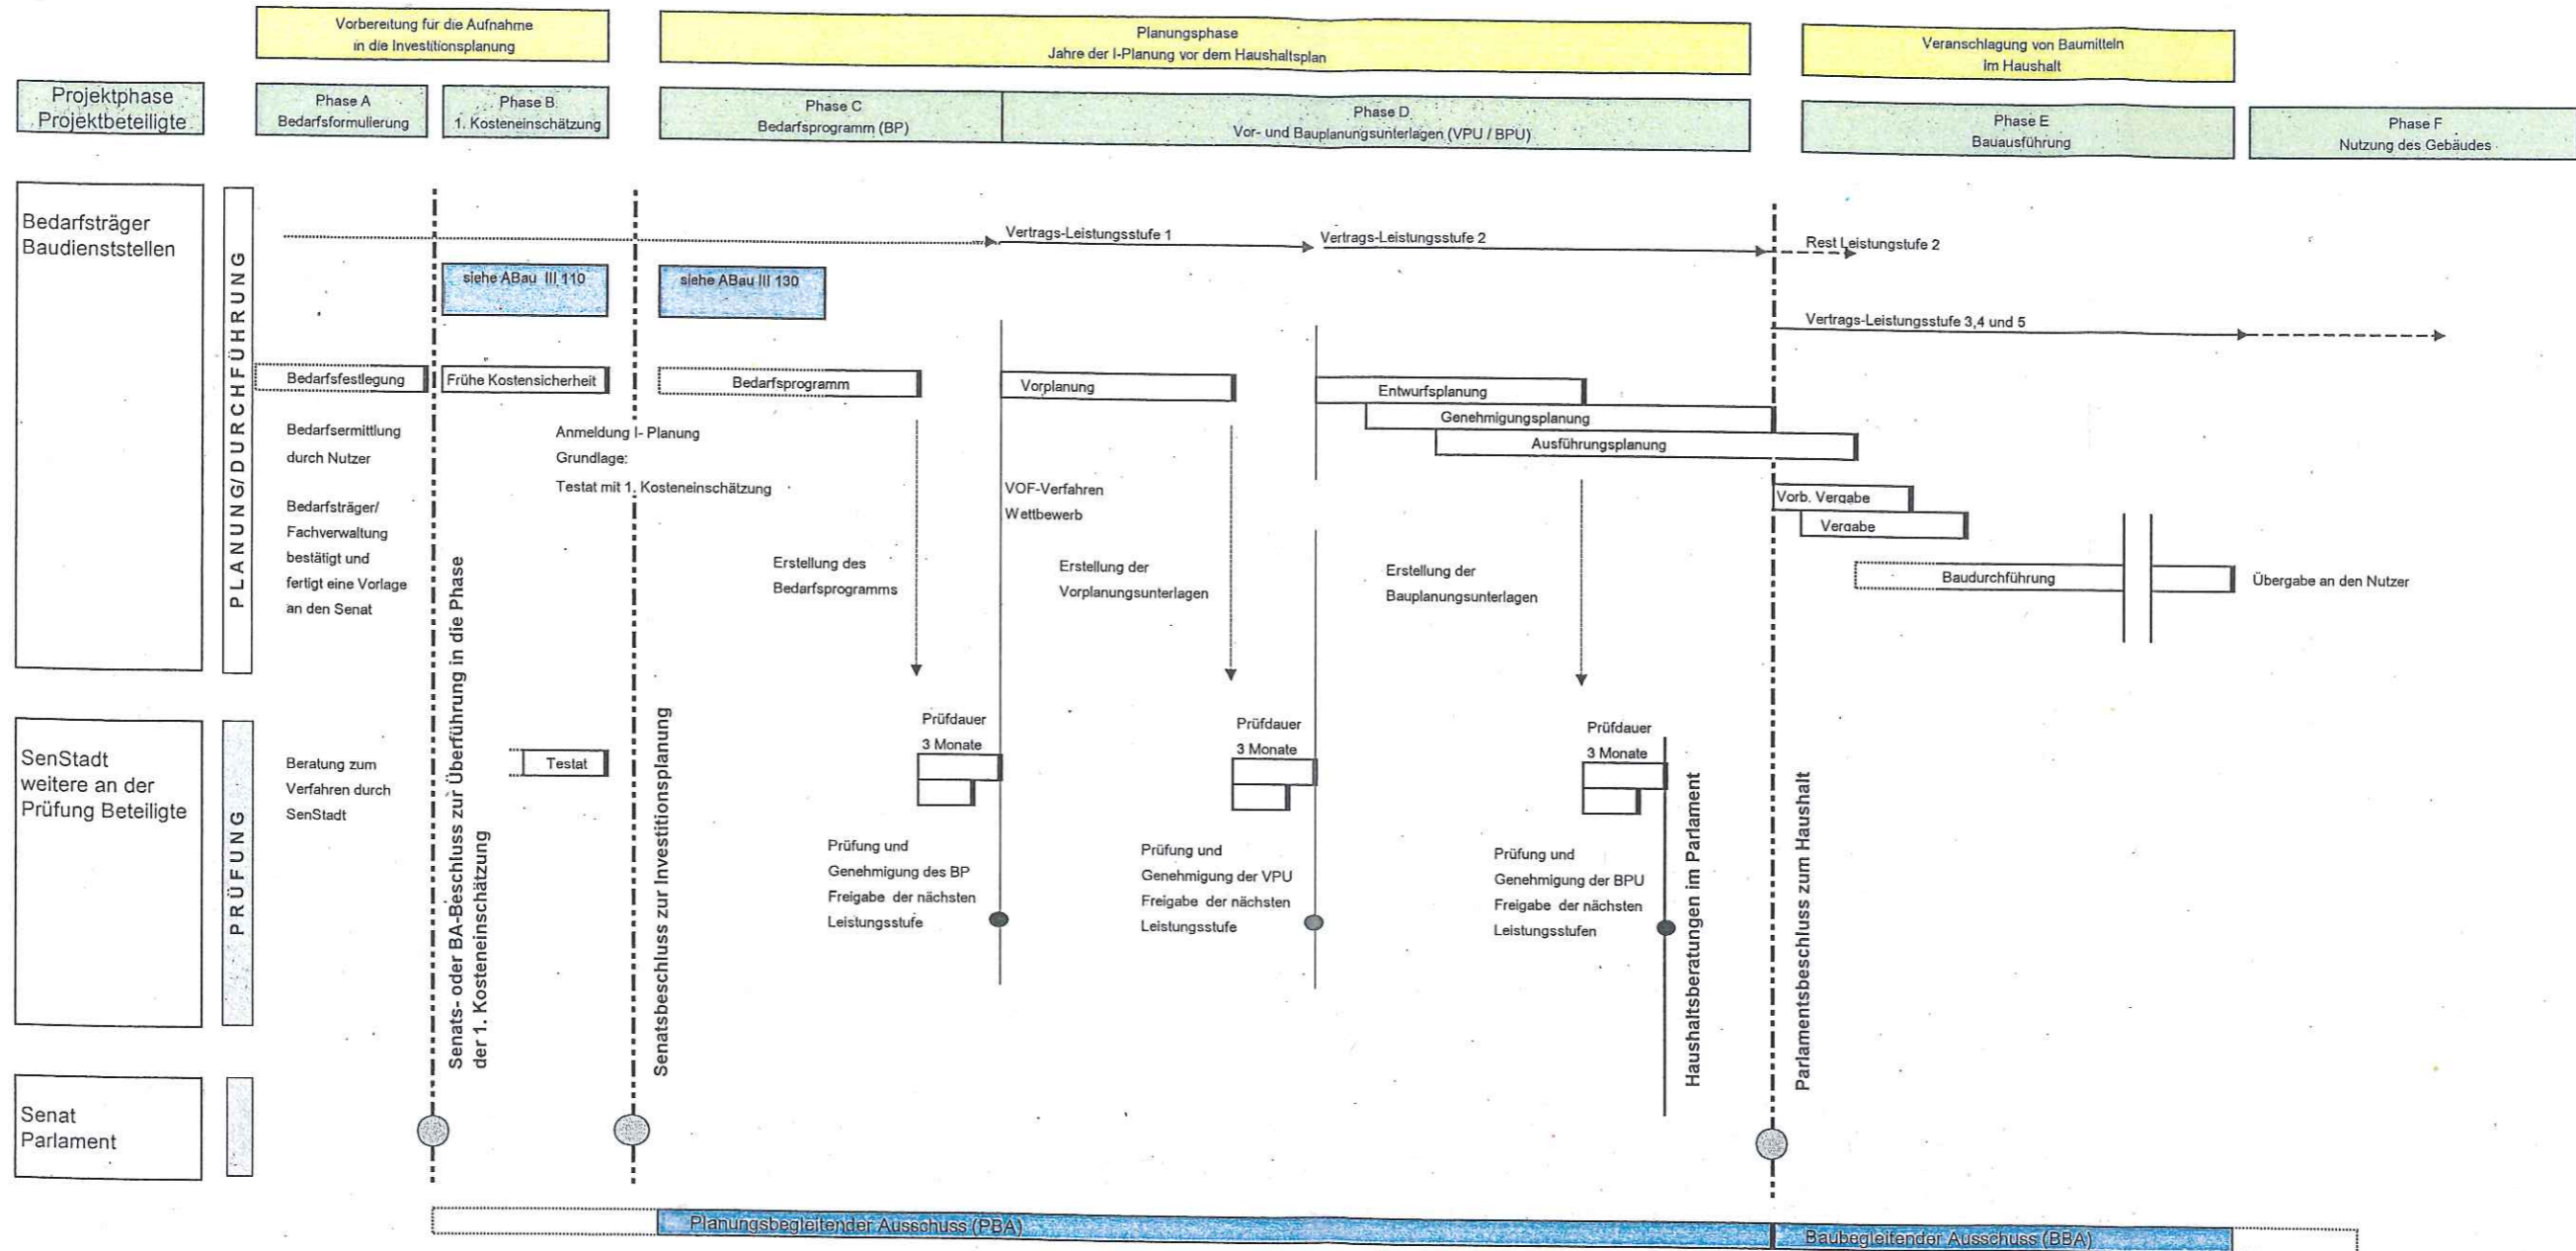 Vorbereitung für die Aufnahme
in die Investitionsplanung
Planungsphase
Jahre der I-Planung vor dem Haushaltsplan
Veranschlagung von Baumitteln
im Haushalt
Projektphase
Projektbeteiligte
Phase A
Bedarfsformulierung
Phase B
1. Kosteneinschätzung
Phase C
Bedarfsprogramm (BP)
Phase D
Vor- und Bauplanungsunterlagen (VPU / BPU)
Phase E
Bauausführung
Phase F
Nutzung des Gebäudes
Bedarfsträger
Baudienststellen
PLANUNG/DURCHFÜHRUNG
Vertrags-Leistungsstufe 1
Vertrags-Leistungsstufe 2
Rest Leistungstufe 2
siehe ABau III 110
siehe ABau III 130
Vertrags-Leistungsstufe 3,4 und 5
Bedarfsfestlegung
Frühe Kostensicherheit
Bedarfsprogramm
Vorplanung
Entwurfsplanung
Genehmigungsplanung
Ausführungsplanung
Bedarfsermittlung
durch Nutzer
Bedarfsträger/
Fachverwaltung
bestätigt und
fertigt eine Vorlage
an den Senat
Anmeldung I- Planung
Grundlage:
Testat mit 1. Kosteneinschätzung
VOF-Verfahren
Wettbewerb
Vorb. Vergabe
Vergabe
Erstellung des
Bedarfsprogramms
Erstellung der
Vorplanungsunterlagen
Erstellung der
Bauplanungsunterlagen
Baudurchführung
Übergabe an den Nutzer
Senats- oder BA-Beschluss zur Überführung in die Phase
der 1. Kosteneinschätzung
Senatsbeschluss zur Investitionsplanung
Haushaltsberatungen im Parlament
Parlamentsbeschluss zum Haushalt
SenStadt
weitere an der
Prüfung Beteiligte
PRÜFUNG
Beratung zum
Verfahren durch
SenStadt
Testat
Prüfdauer
3 Monate
Prüfung und
Genehmigung des BP
Freigabe der nächsten
Leistungsstufe
Prüfdauer
3 Monate
Prüfung und
Genehmigung der VPU
Freigabe der nächsten
Leistungsstufe
Prüfdauer
3 Monate
Prüfung und
Genehmigung der BPU
Freigabe der nächsten
Leistungsstufen
Senat
Parlament
Planungsbegleitender Ausschuss (PBA)
Baubegleitender Ausschuss (BBA)